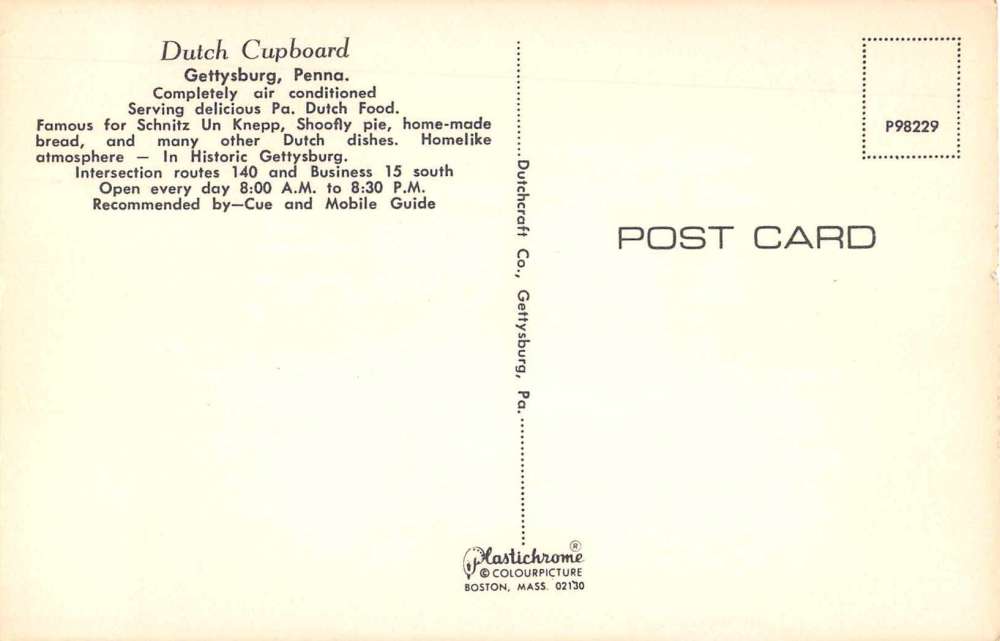 Dutch Cupboard
Gettysburg, Penna.
Completely air conditioned
Serving delicious Pa. Dutch Food.
Famous for Schnitz Un Knepp, Shoofly pie, home-made
bread, and many other Dutch dishes. Homelike
atmosphere — In Historic Gettysburg.
Intersection routes 140 and Business 15 south
Open every day 8:00 A.M. to 8:30 P.M.
Recommended by—Cue and Mobile Guide
Dutchcraft Co., Gettysburg, Pa.
P98229
POST CARD
Plastichrome®
© COLOURPICTURE
BOSTON, MASS. 02130